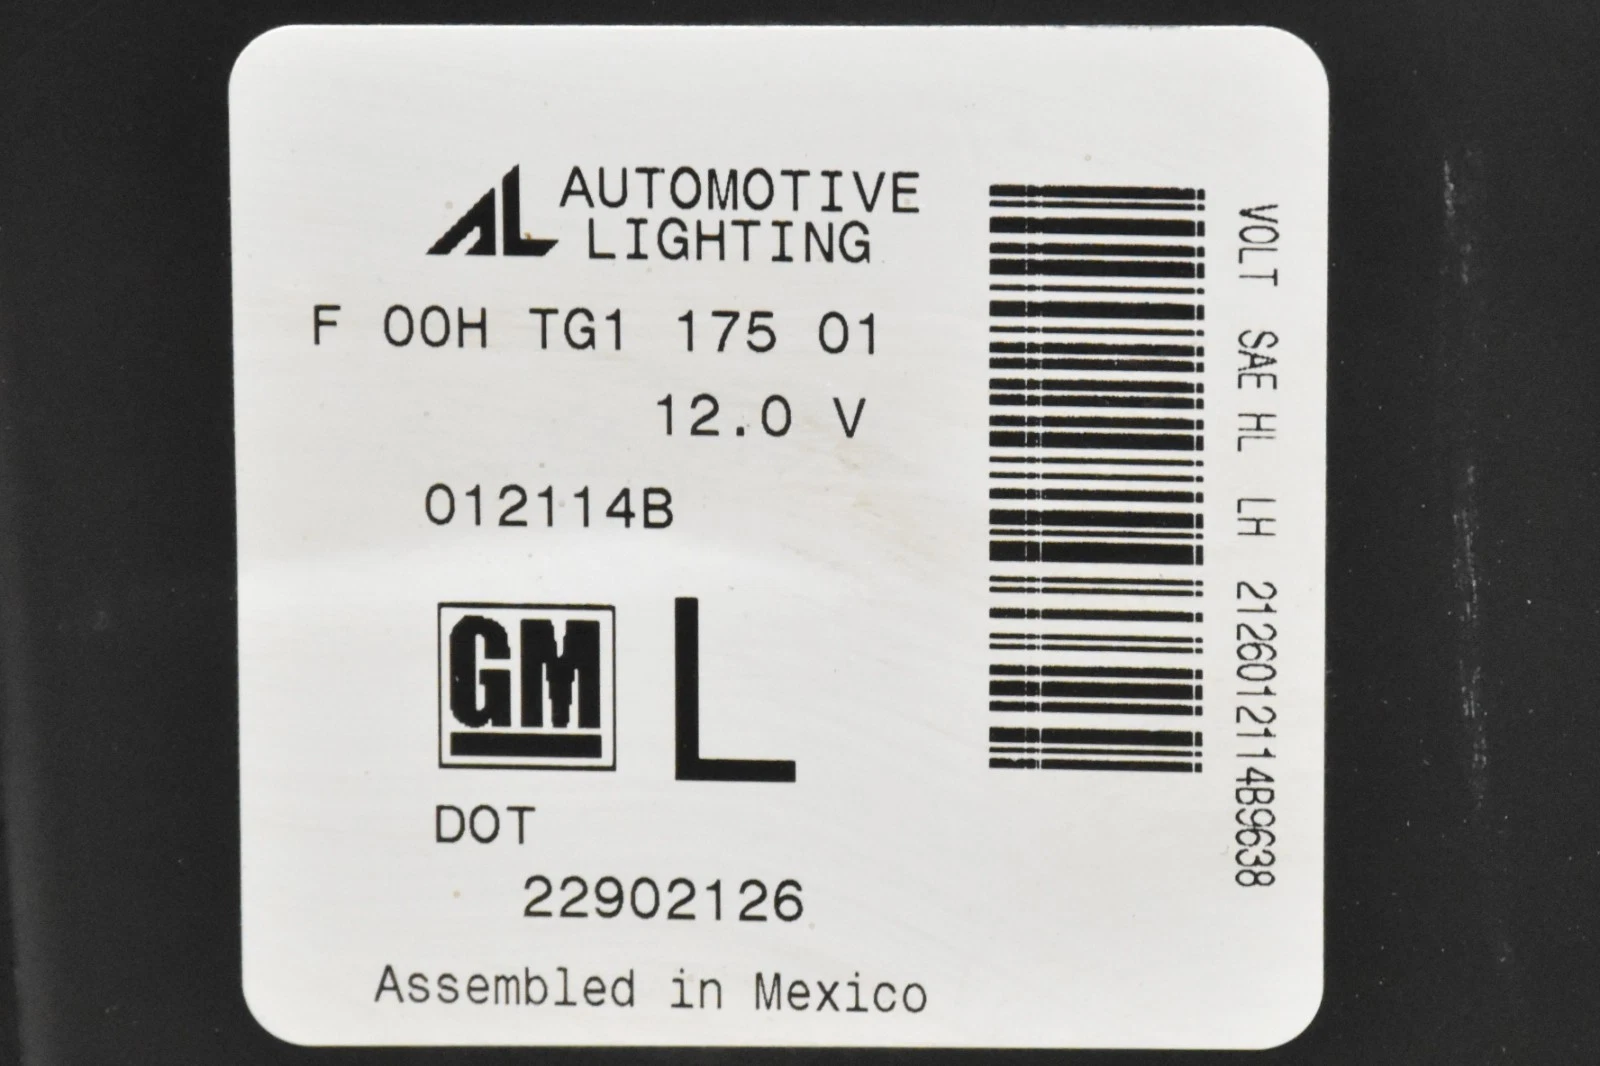 AL AUTOMOTIVE
LIGHTING
F 00H TG1 175 01
12.0 V
012114B
GM L
DOT
22902126
Assembled in Mexico
VOLT SAE HL LH 2126012114B9638